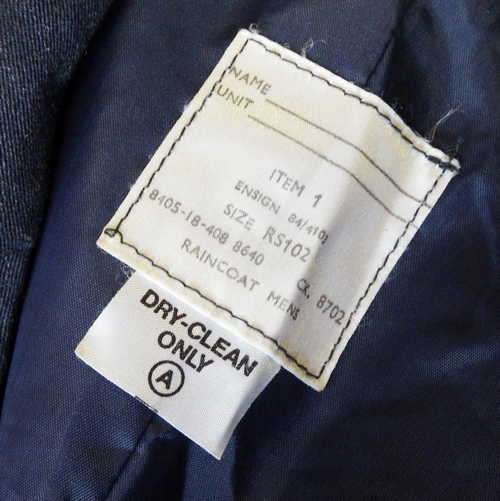 NAME
UNIT
ITEM 1
ENSIGN 84/4102
SIZE RS102
8405-18-408 8640 CK. 8702
RAINCOAT MENS
DRY-CLEAN
ONLY
A